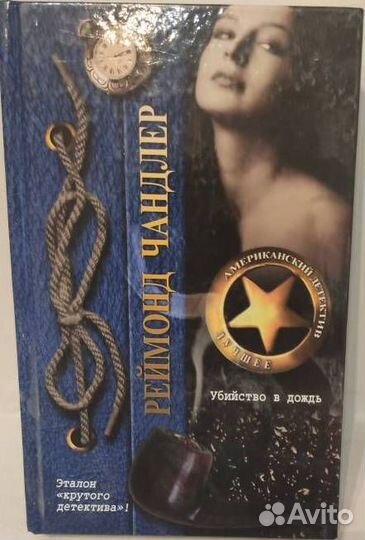 РЕЙМОНД ЧАНДЛЕР
АМЕРИКАНСКИЙ ДЕТЕКТИВ
ЛУЧШЕЕ
Убийство в дождь
Эталон
«крутого
детектива»!
Avito